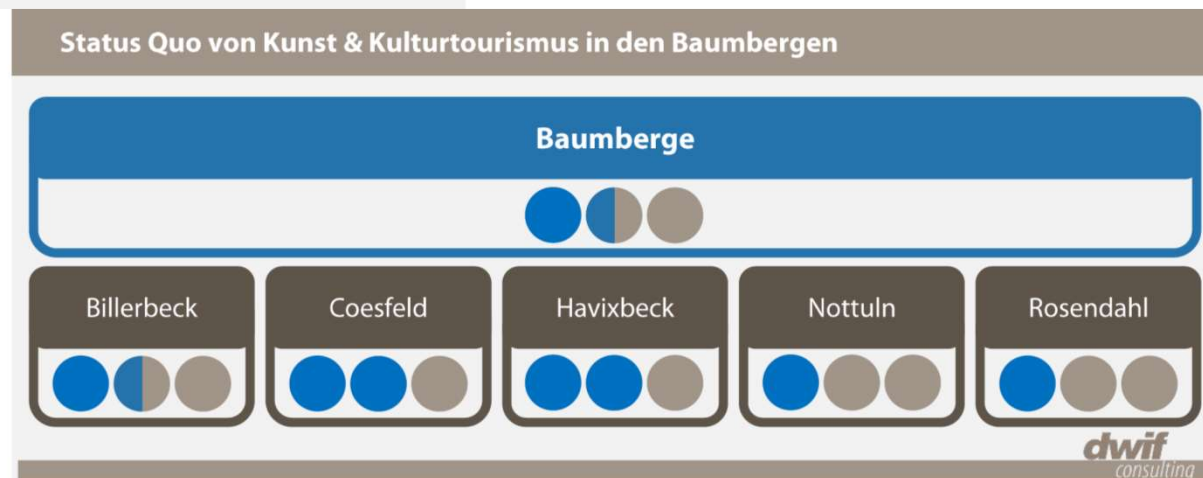 Status Quo von Kunst & Kulturtourismus in den Baumbergen
Baumberge
Billerbeck
Coesfeld
Havixbeck
Nottuln
Rosendahl
dwif
consulting